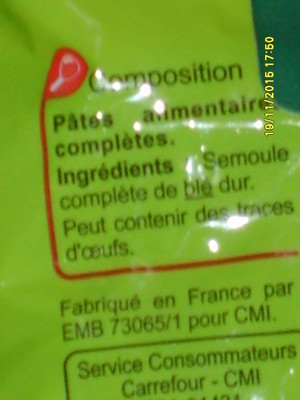 Composition
Pâtes alimentaires
complètes.
Ingrédients : Semoule
complète de blé dur.
Peut contenir des traces
d'œufs.
Fabriqué en France par
EMB 73065/1 pour CMI.
Service Consommateurs
Carrefour - CMI
19/11/2015 17:50